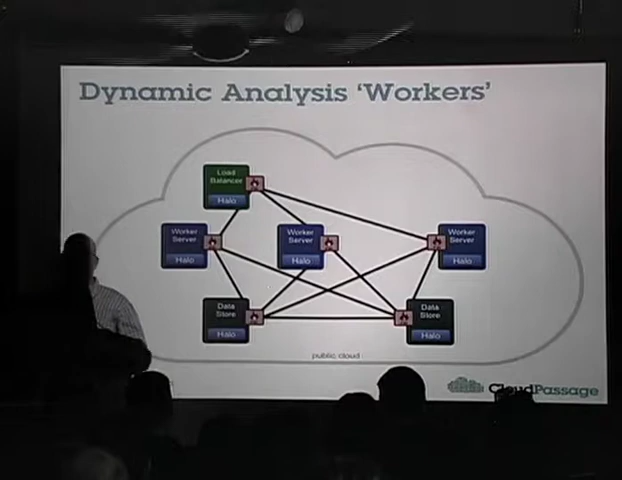 Dynamic Analysis ‘Workers’
Load
Balancer
Halo
Worker
Server
Halo
Worker
Server
Halo
Worker
Server
Halo
Data
Store
Halo
Data
Store
Halo
public cloud
CloudPassage